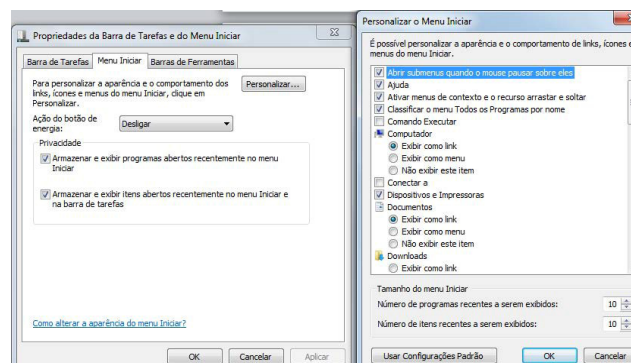 Propriedades da Barra de Tarefas e do Menu Iniciar
Barra de Tarefas
Menu Iniciar
Barras de Ferramentas
Para personalizar a aparência e o comportamento dos
links, ícones e menus do menu Iniciar, clique em
Personalizar.
Personalizar...
Ação do botão de
energia:
Desligar
Privacidade
Armazenar e exibir programas abertos recentemente no menu
Iniciar
Armazenar e exibir itens abertos recentemente no menu Iniciar e
na barra de tarefas
Como alterar a aparência do menu Iniciar?
OK
Cancelar
Aplicar
Personalizar o Menu Iniciar
É possível personalizar a aparência e o comportamento de links, ícones e
menus do menu Iniciar.
Abrir submenus quando o mouse pausar sobre eles
Ajuda
Ativar menus de contexto e o recurso arrastar e soltar
Classificar o menu Todos os Programas por nome
Comando Executar
Computador
Exibir como link
Exibir como menu
Não exibir este item
Conectar a
Dispositivos e Impressoras
Documentos
Exibir como link
Exibir como menu
Não exibir este item
Downloads
Exibir como link
Tamanho do menu Iniciar
Número de programas recentes a serem exibidos:
10
Número de itens recentes a serem exibidos:
10
Usar Configurações Padrão
OK
Cancelar